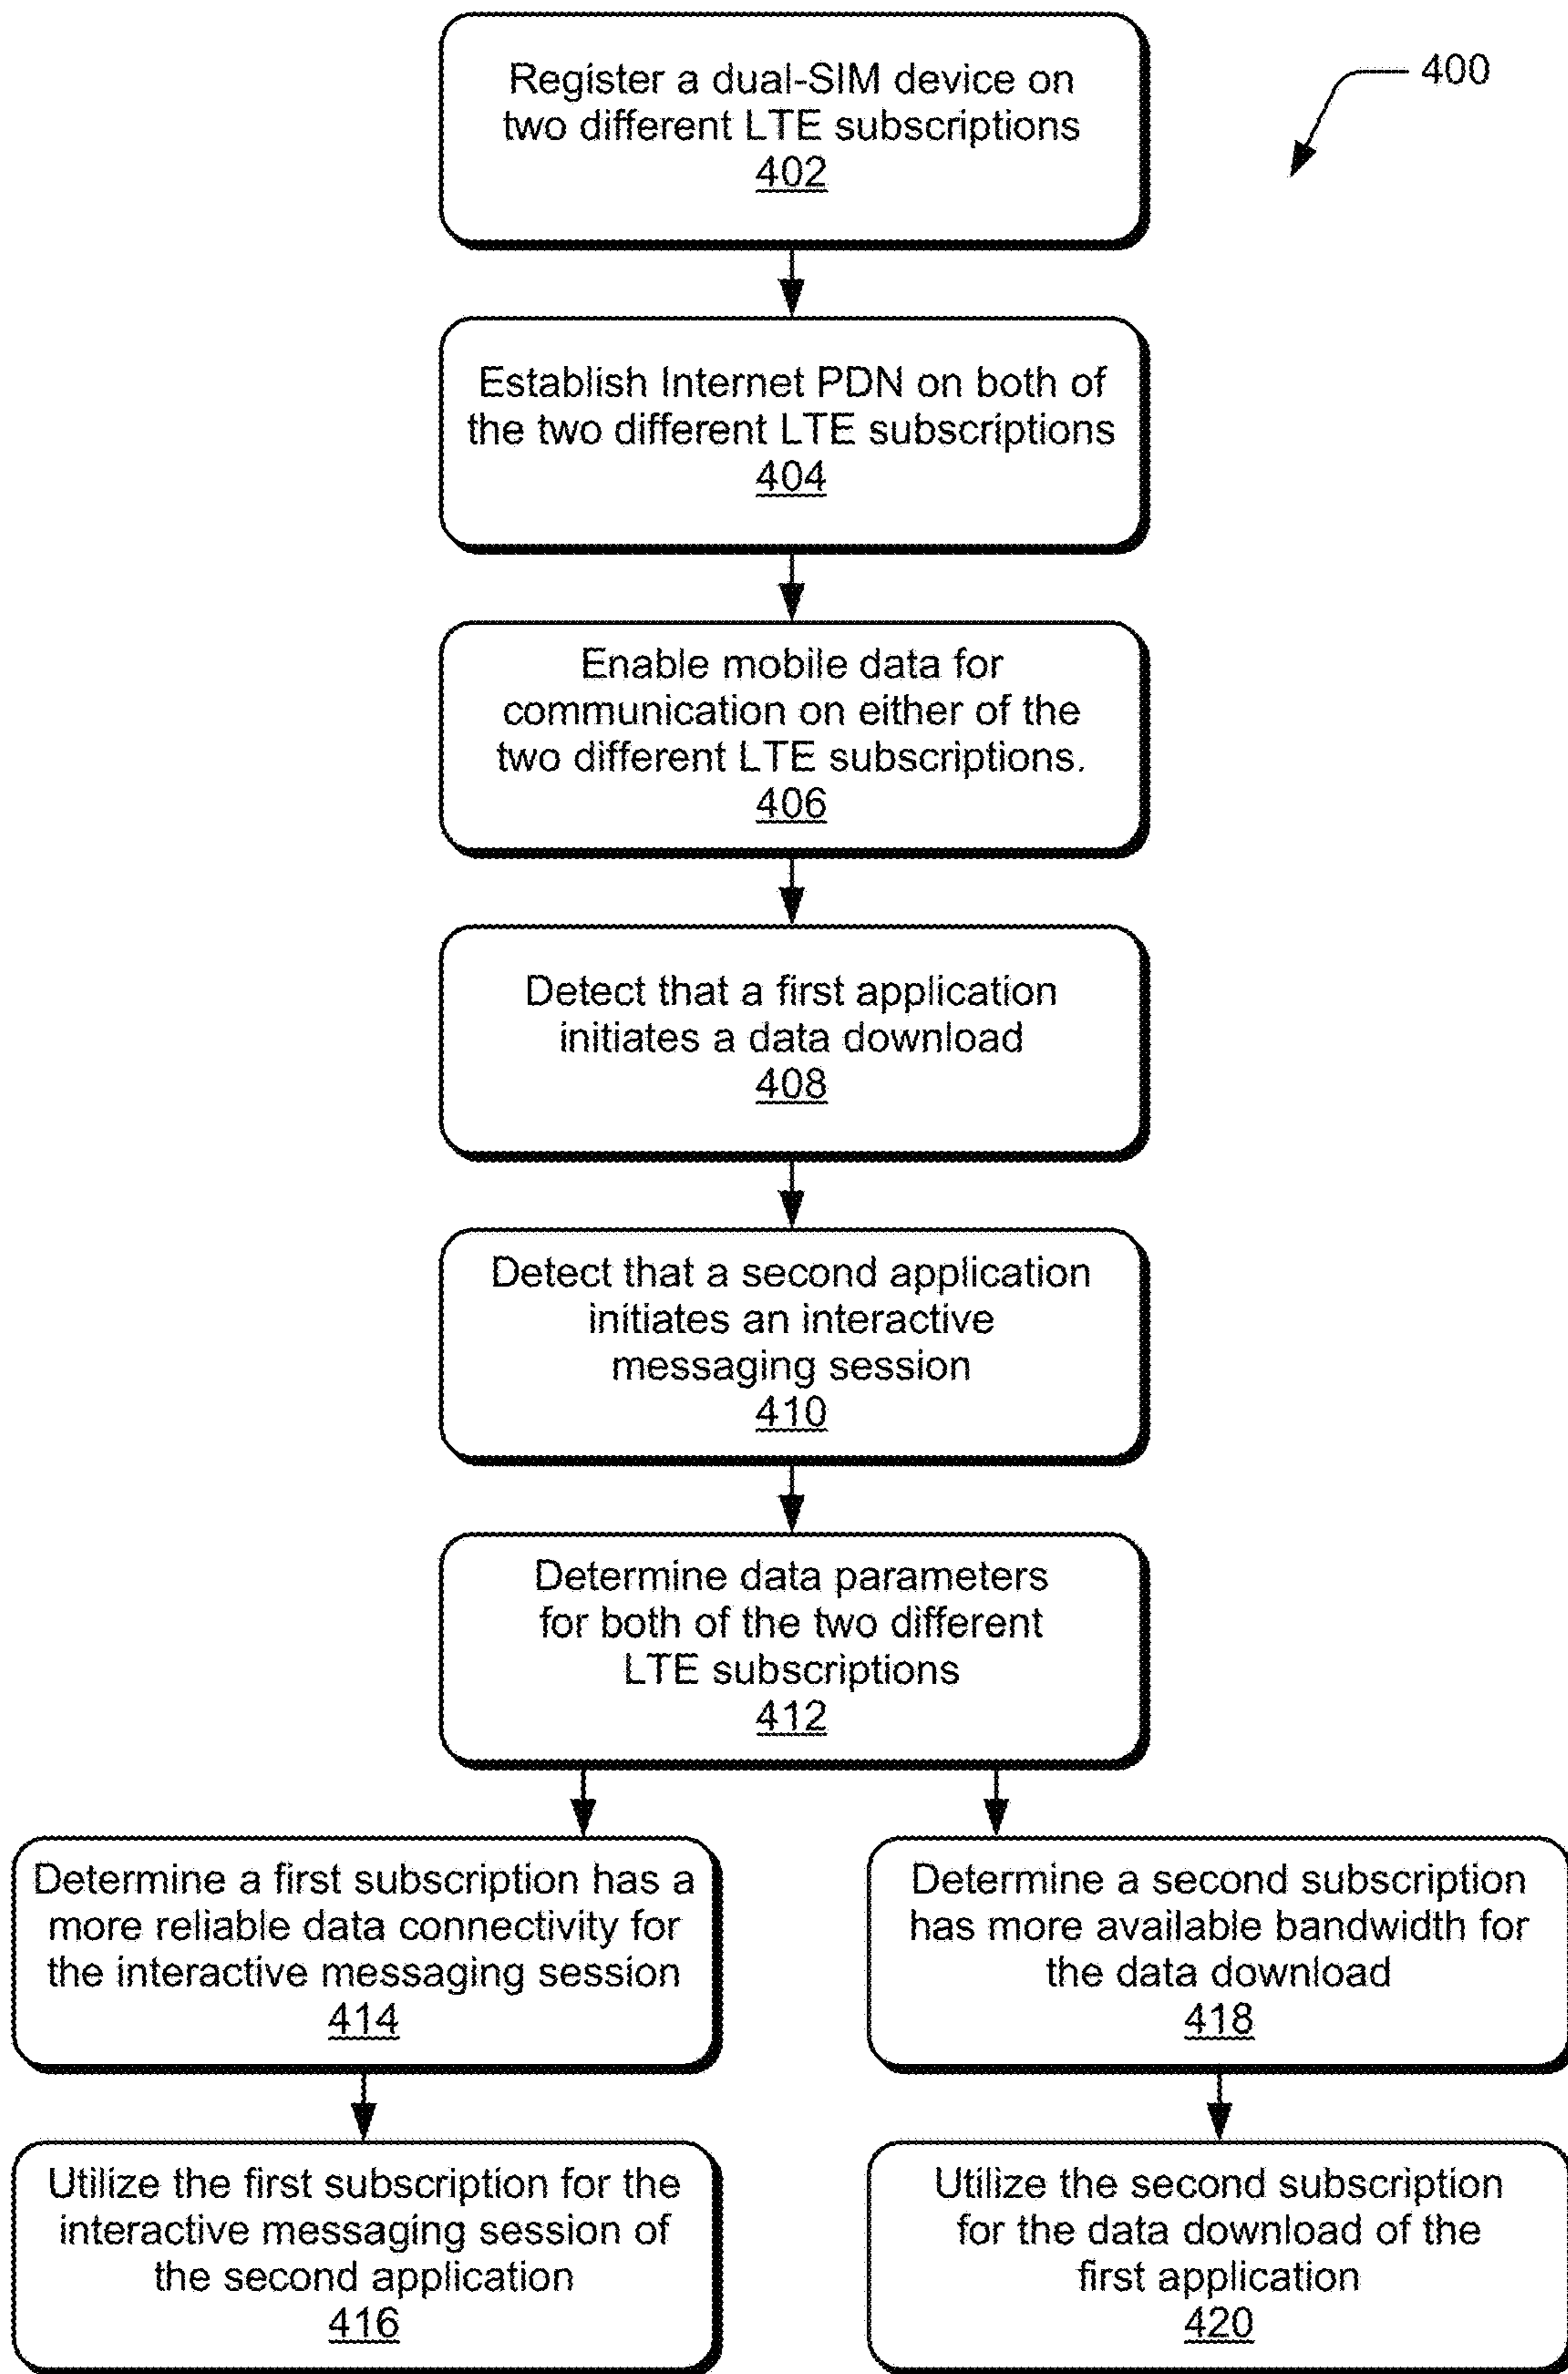 400
Register a dual-SIM device on
two different LTE subscriptions
402
Establish Internet PDN on both of
the two different LTE subscriptions
404
Enable mobile data for
communication on either of the
two different LTE subscriptions.
406
Detect that a first application
initiates a data download
408
Detect that a second application
initiates an interactive
messaging session
410
Determine data parameters
for both of the two different
LTE subscriptions
412
Determine a first subscription has a
more reliable data connectivity for
the interactive messaging session
414
Utilize the first subscription for the
interactive messaging session of
the second application
416
Determine a second subscription
has more available bandwidth for
the data download
418
Utilize the second subscription
for the data download of the
first application
420